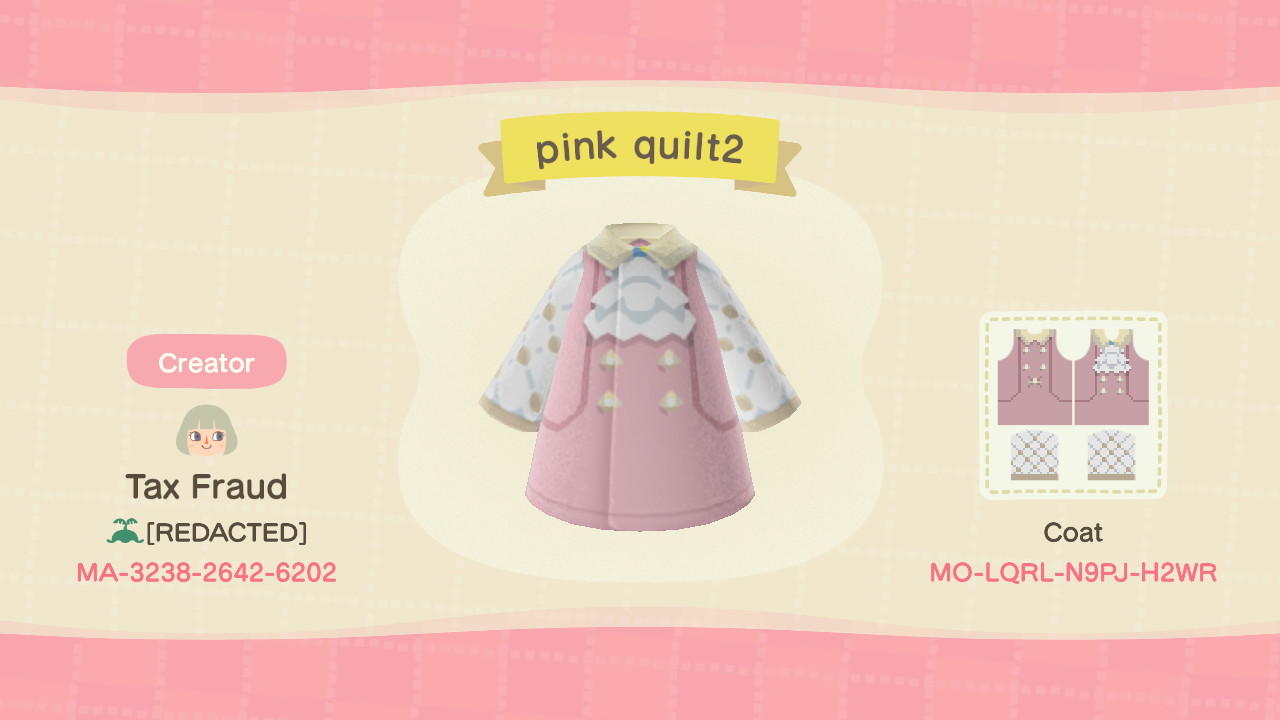 pink quilt2
Creator
Tax Fraud
[REDACTED]
MA-3238-2642-6202
Coat
MO-LQRL-N9PJ-H2WR